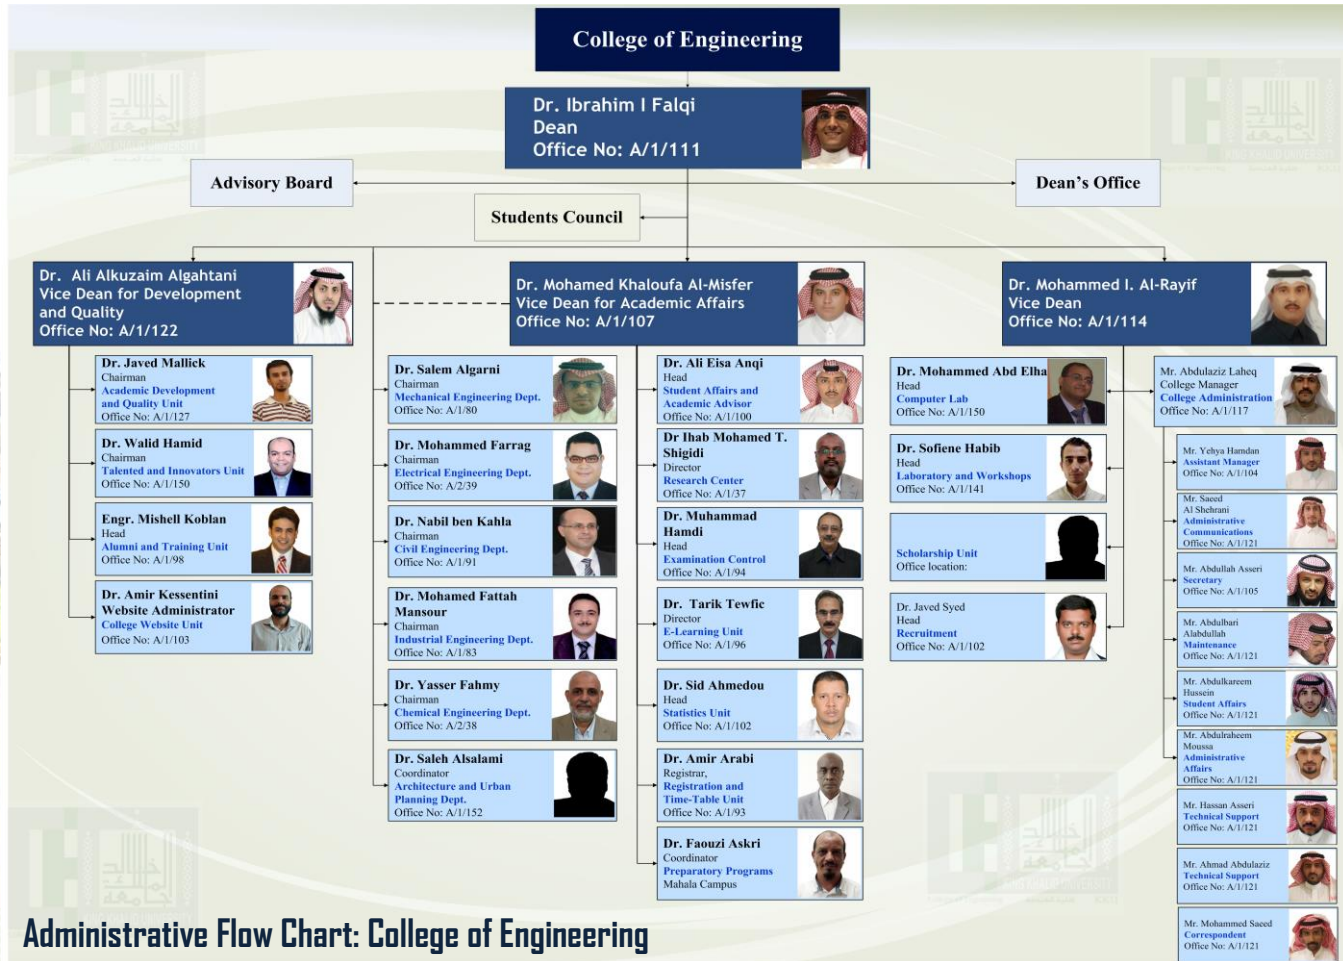 College of Engineering
Dr. Ibrahim I Falqi
Dean
Office No: A/1/111
Advisory Board
Dean's Office
Students Council
Dr. Ali Alkuzaim Algahtani
Vice Dean for Development
and Quality
Office No: A/1/122
Dr. Mohamed Khaloufa Al-Misfer
Vice Dean for Academic Affairs
Office No: A/1/107
Dr. Mohammed I. Al-Rayif
Vice Dean
Office No: A/1/114
Dr. Javed Mallick
Chairman
Academic Development
and Quality Unit
Office No: A/1/127
Dr. Walid Hamid
Chairman
Talented and Innovators Unit
Office No: A/1/150
Engr. Mishell Koblan
Head
Alumni and Training Unit
Office No: A/1/98
Dr. Amir Kessentini
Website Administrator
College Website Unit
Office No: A/1/103
Dr. Salem Algarni
Chairman
Mechanical Engineering Dept.
Office No: A/1/80
Dr. Mohammed Farrag
Chairman
Electrical Engineering Dept.
Office No: A/2/39
Dr. Nabil ben Kahla
Chairman
Civil Engineering Dept.
Office No: A/1/91
Dr. Mohamed Fattah
Mansour
Chairman
Industrial Engineering Dept.
Office No: A/1/83
Dr. Yasser Fahmy
Chairman
Chemical Engineering Dept.
Office No: A/2/38
Dr. Saleh Alsalami
Coordinator
Architecture and Urban
Planning Dept.
Office No: A/1/152
Dr. Ali Eisa Anqi
Head
Student Affairs and
Academic Advisor
Office No: A/1/100
Dr Ihab Mohamed T.
Shigidi
Director
Research Center
Office No: A/1/37
Dr. Muhammad
Hamdi
Head
Examination Control
Office No: A/1/94
Dr. Tarik Tewfic
Director
E-Learning Unit
Office No: A/1/96
Dr. Sid Ahmedou
Head
Statistics Unit
Office No: A/1/102
Dr. Amir Arabi
Registrar,
Registration and
Time-Table Unit
Office No: A/1/93
Dr. Faouzi Askri
Coordinator
Preparatory Programs
Mahala Campus
Dr. Mohammed Abd Elha
Head
Computer Lab
Office No: A/1/150
Dr. Sofiene Habib
Head
Laboratory and Workshops
Office No: A/1/141
Scholarship Unit
Office location:
Dr. Javed Syed
Head
Recruitment
Office No: A/1/102
Mr. Abdulaziz Laheq
College Manager
College Administration
Office No: A/1/117
Mr. Yehya Hamdan
Assistant Manager
Office No: A/1/104
Mr. Saeed
Al Shehrani
Administrative
Communications
Office No: A/1/121
Mr. Abdullah Asseri
Secretary
Office No: A/1/105
Mr. Abdulbari
Alabdullah
Maintenance
Office No: A/1/121
Mr. Abdulkareem
Hussein
Student Affairs
Office No: A/1/121
Mr. Abdulraheem
Moussa
Administrative
Affairs
Office No: A/1/121
Mr. Hassan Asseri
Technical Support
Office No: A/1/121
Mr. Ahmad Abdulaziz
Technical Support
Office No: A/1/121
Mr. Mohammed Saeed
Correspondent
Office No: A/1/121
Administrative Flow Chart: College of Engineering